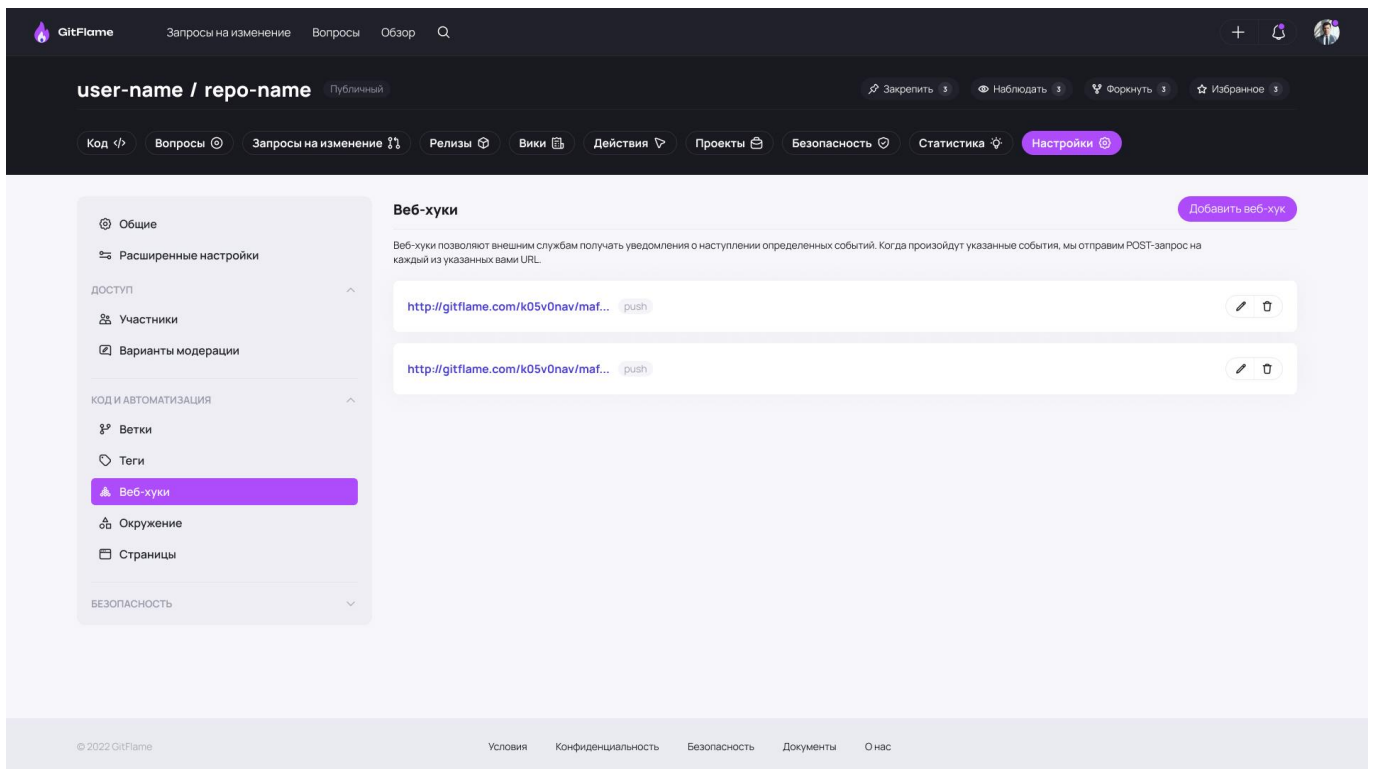 GitFlame
Запросы на изменение Вопросы Обзор
user-name / repo-name Публичный
Закрепить 3 Наблюдать 3 Форкнуть 3 Избранное 3
Код Вопросы Запросы на изменение Релизы Вики Действия Проекты Безопасность Статистика Настройки
Общие
Расширенные настройки
ДОСТУП
Участники
Варианты модерации
КОД И АВТОМАТИЗАЦИЯ
Ветки
Теги
Веб-хуки
Окружение
Страницы
БЕЗОПАСНОСТЬ
Веб-хуки
Добавить веб-хук
Веб-хуки позволяют внешним службам получать уведомления о наступлении определенных событий. Когда произойдут указанные события, мы отправим POST-запрос на
каждый из указанных вами URL.
http://gitflame.com/k05v0nav/maf... push
http://gitflame.com/k05v0nav/maf... push
© 2022 GitFlame
Условия Конфиденциальность Безопасность Документы О нас